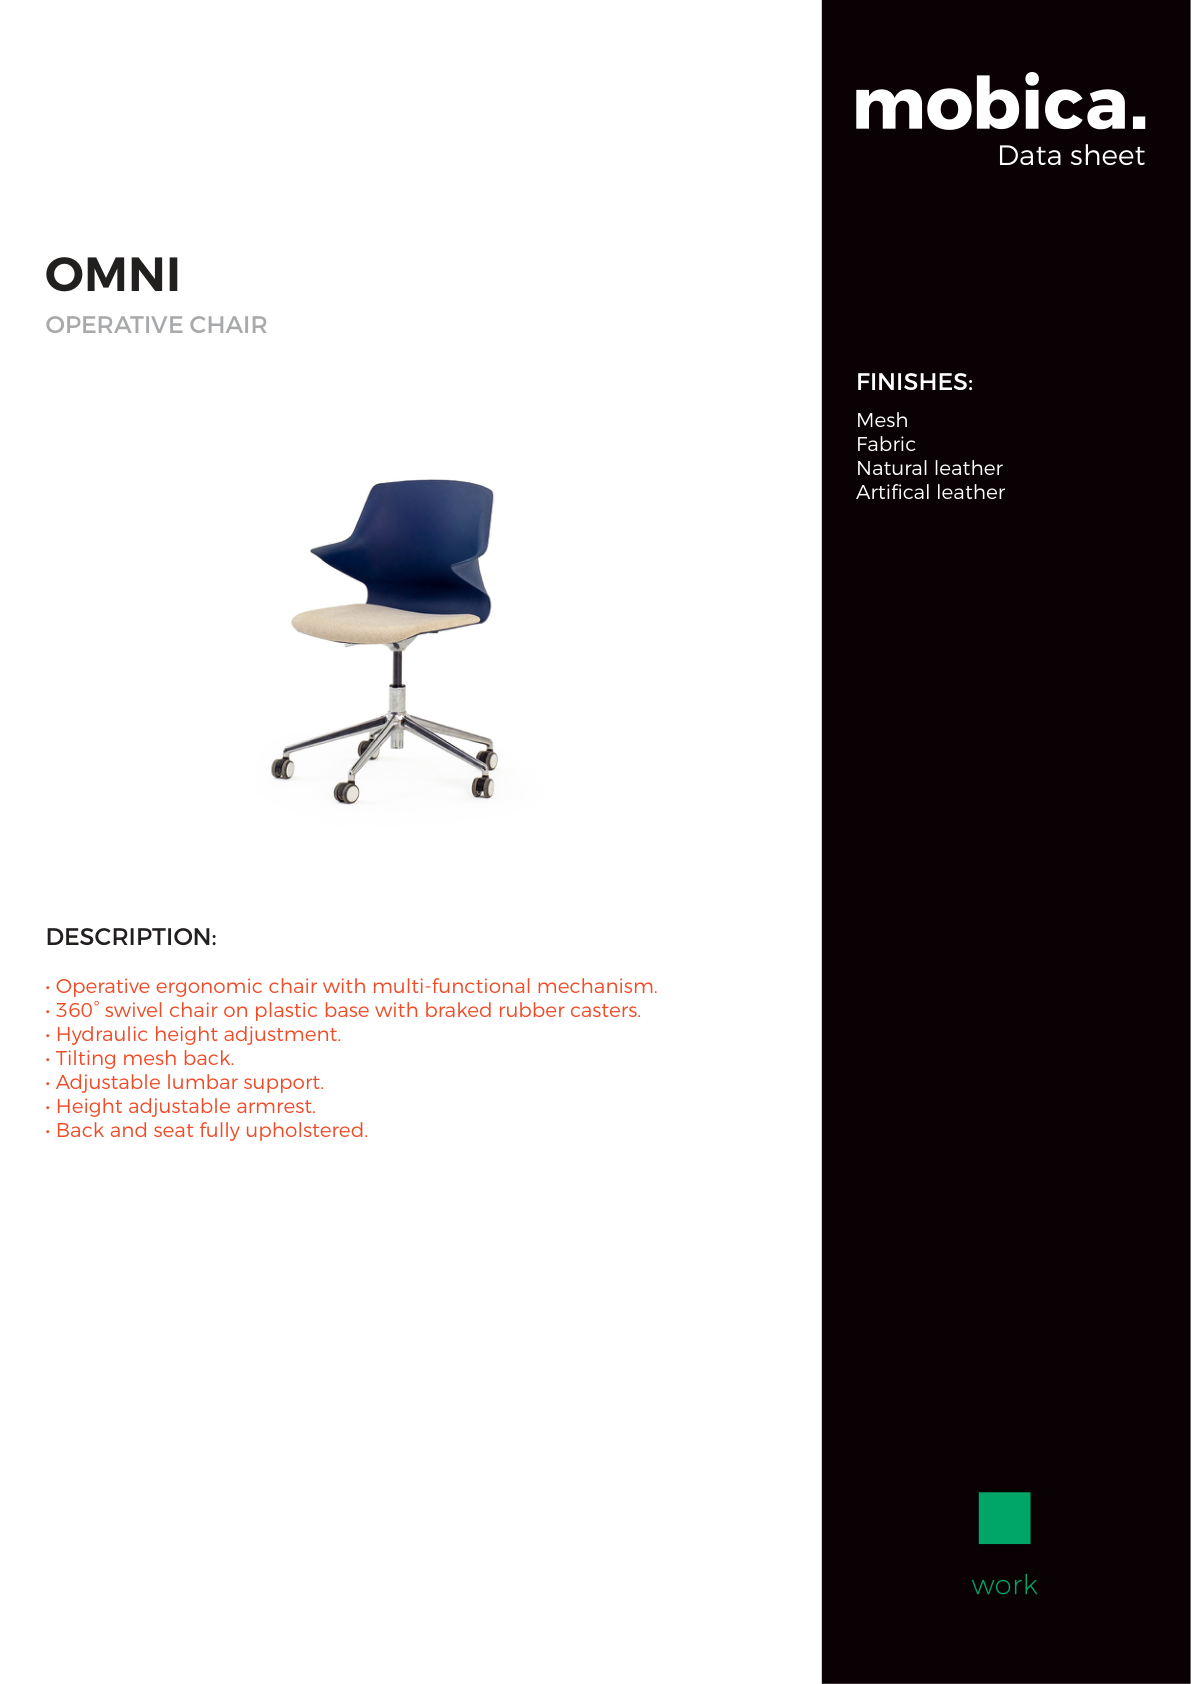 mobica.
Data sheet
OMNI
OPERATIVE CHAIR
FINISHES:
Mesh
Fabric
Natural leather
Artifical leather
DESCRIPTION:
• Operative ergonomic chair with multi-functional mechanism.
• 360° swivel chair on plastic base with braked rubber casters.
• Hydraulic height adjustment.
• Tilting mesh back.
• Adjustable lumbar support.
• Height adjustable armrest.
• Back and seat fully upholstered.
work